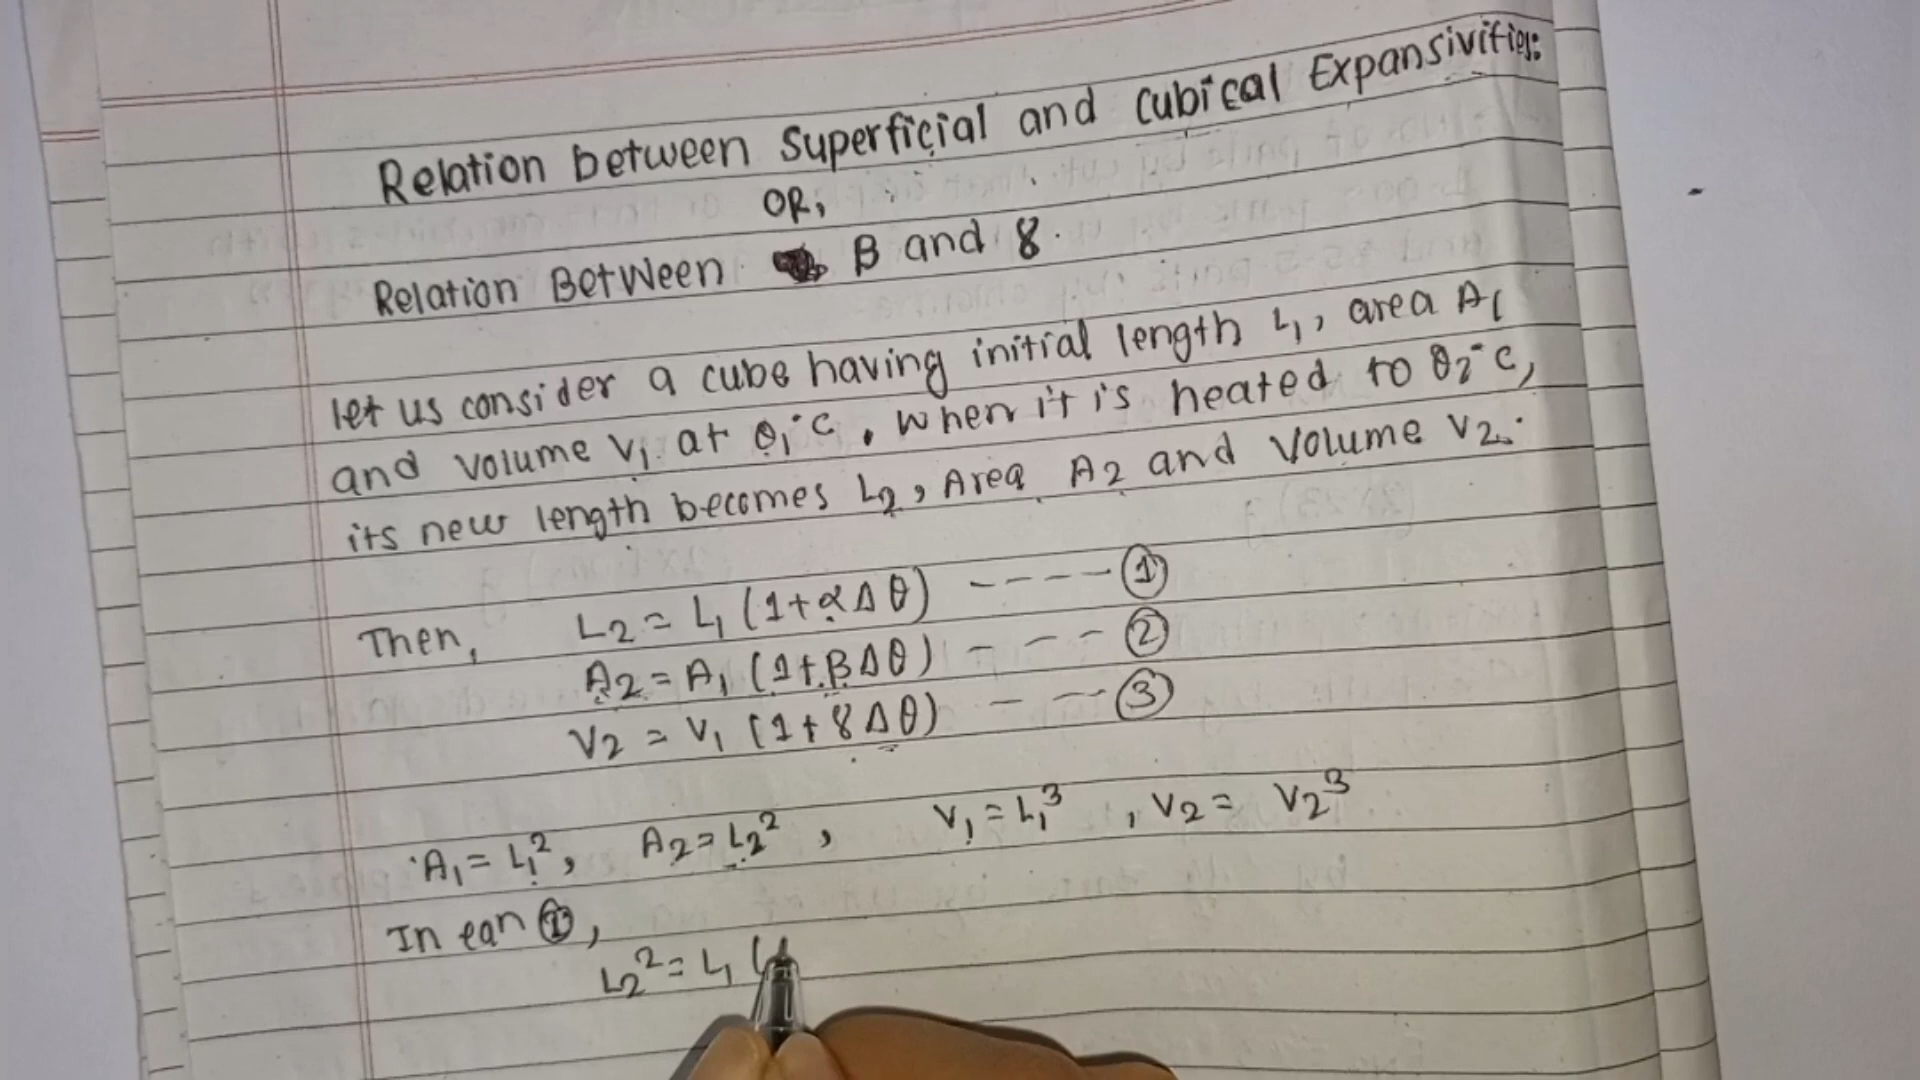 Relation between superficial and cubical Expansivities:
OR,
Relation Between β and γ.
let us consider a cube having initial length L₁, area A₁
and volume V₁ at θ₁°C. When it is heated to θ₂°C,
its new length becomes L₂, Area A₂ and Volume V₂.
Then, L₂ = L₁ (1+αΔθ) ---- ①
A₂ = A₁ (1+βΔθ) ---- ②
V₂ = V₁ (1+γΔθ) ---- ③
A₁ = L₁², A₂ = L₂², V₁ = L₁³, V₂ = V₂³
In eqn ①,
L₂² = L₁ (